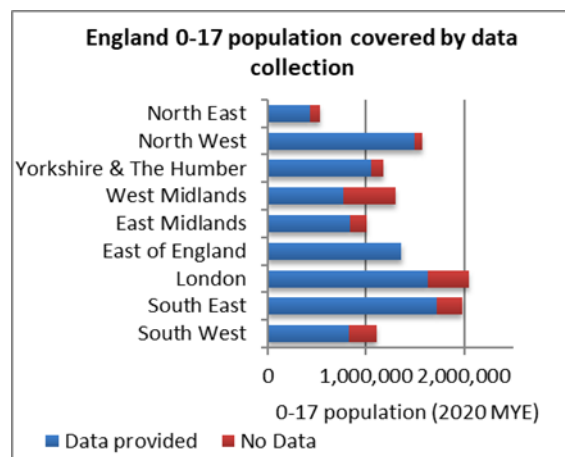 England 0-17 population covered by data
collection
North East
North West
Yorkshire & The Humber
West Midlands
East Midlands
East of England
London
South East
South West
0 1,000,000 2,000,000
0-17 population (2020 MYE)
Data provided No Data